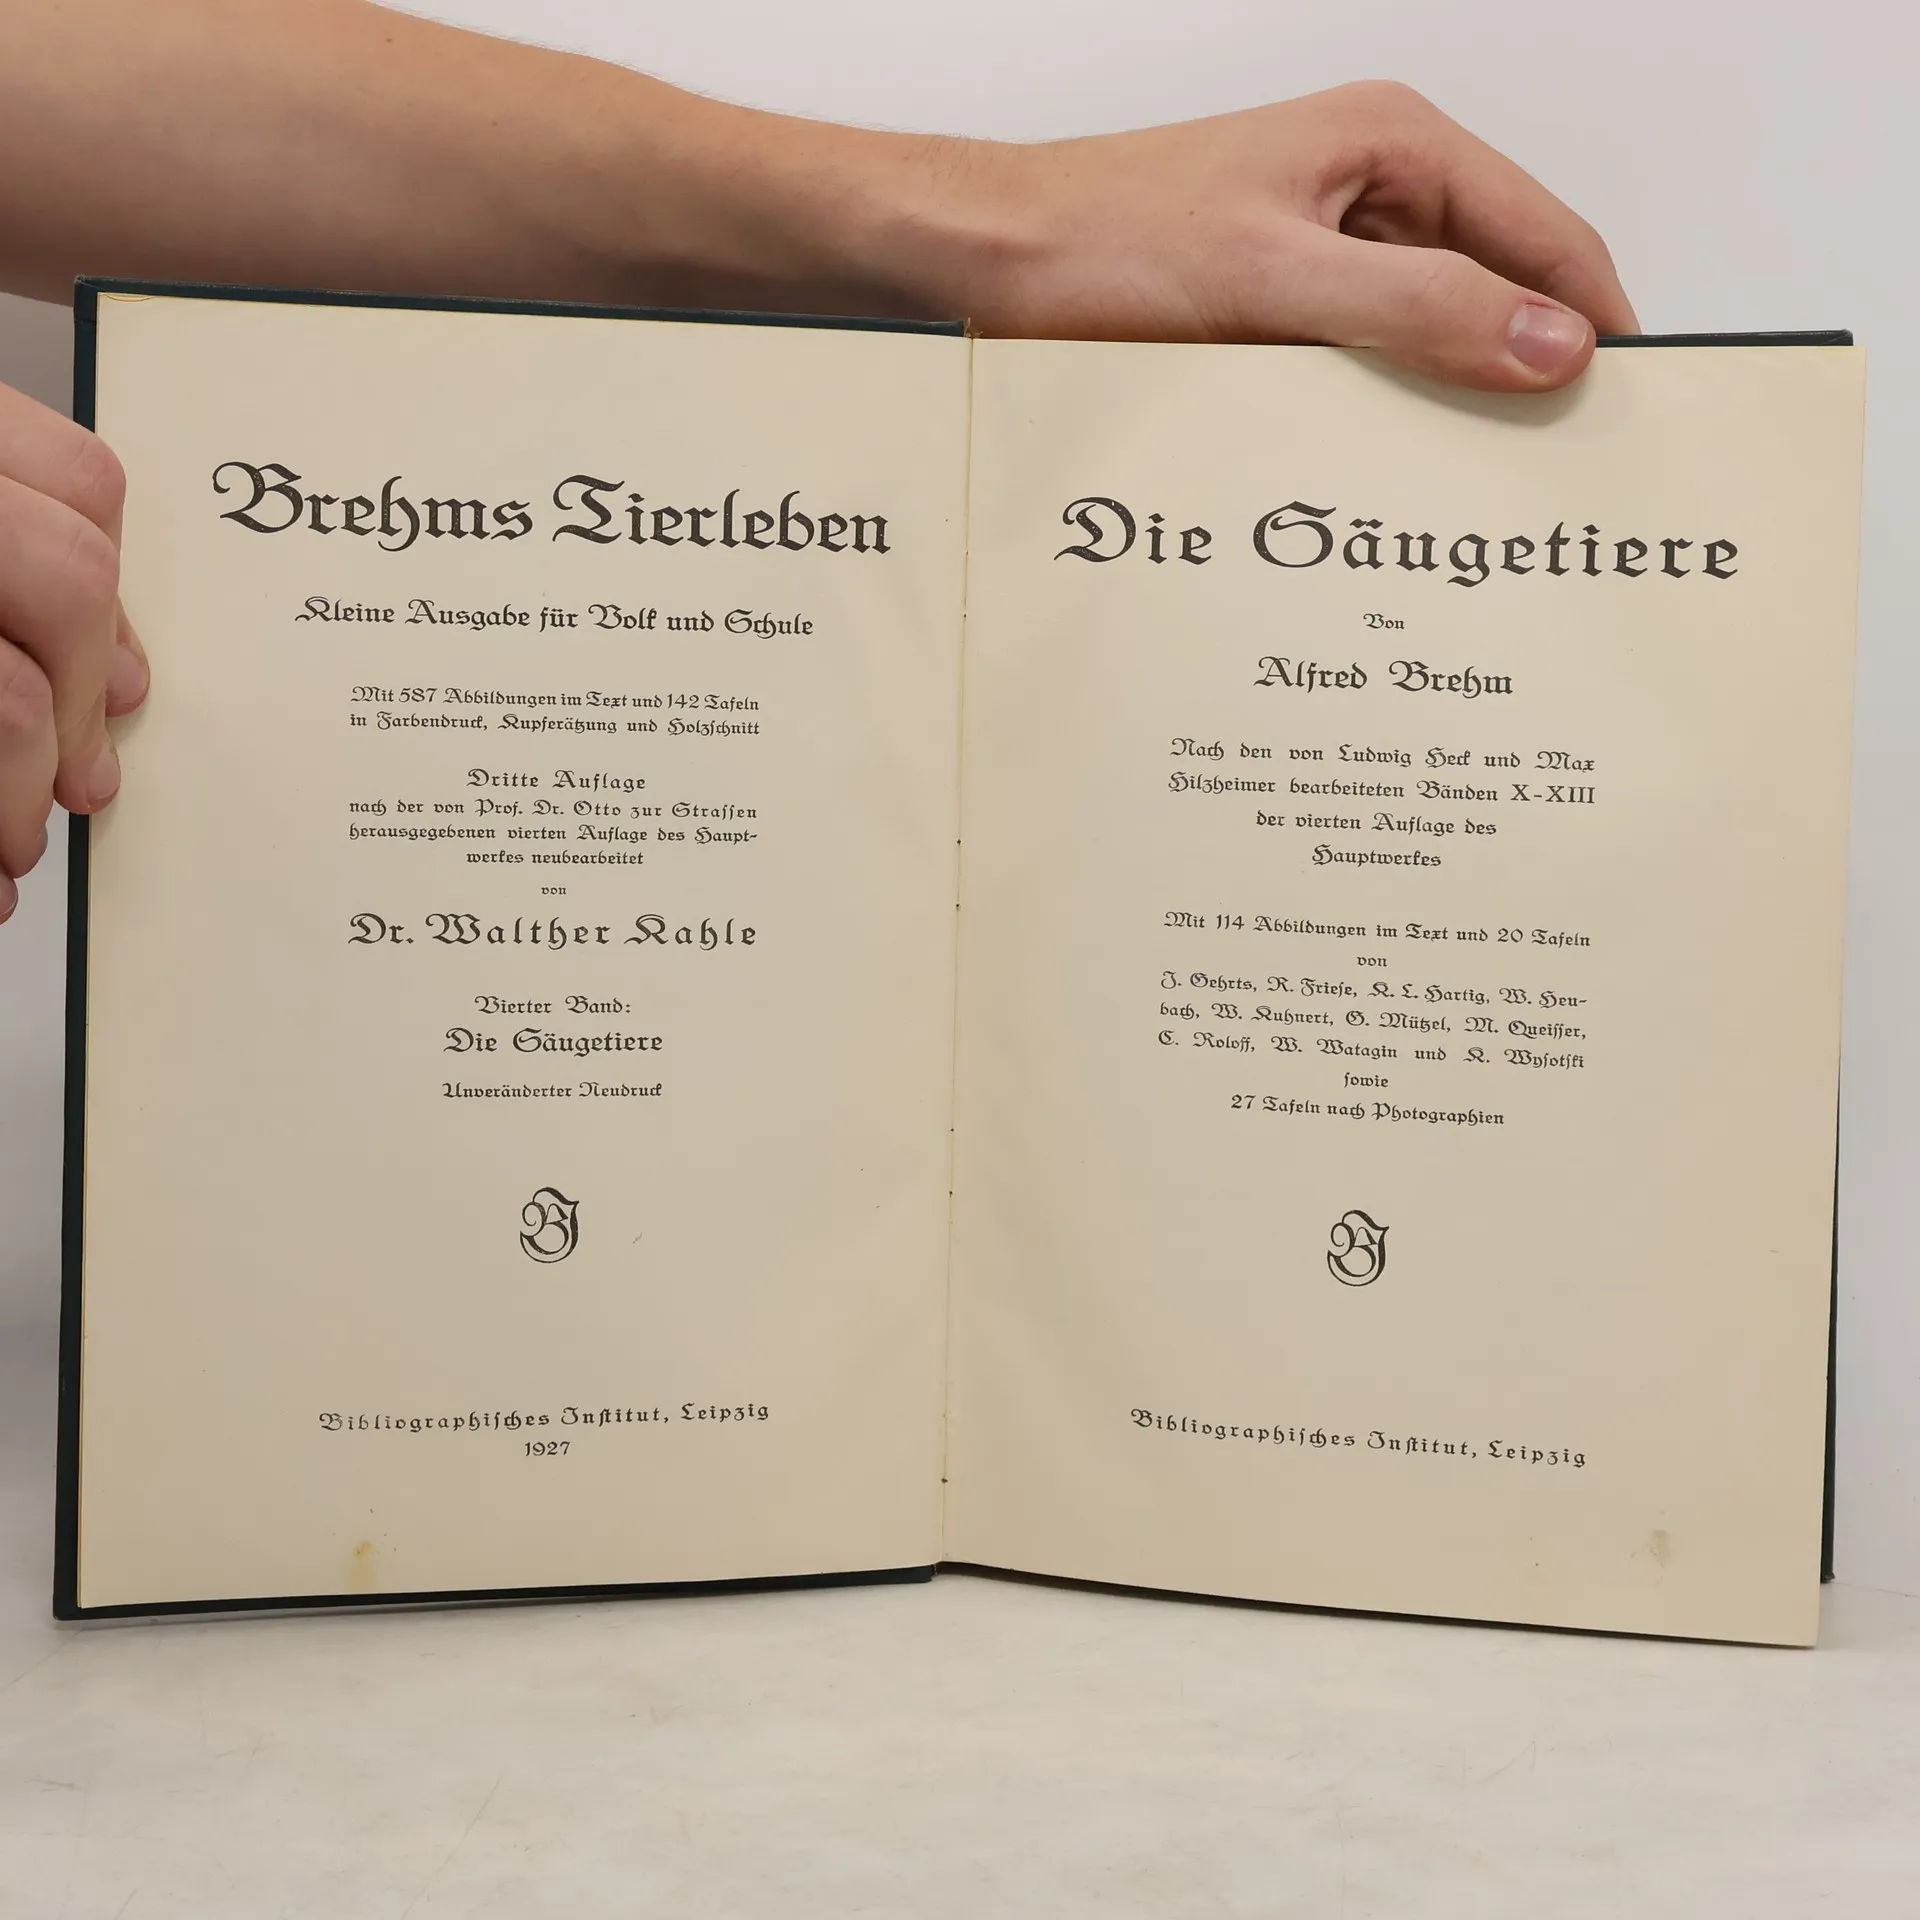 Brehms Tierleben
Kleine Ausgabe für Volk und Schule
Mit 587 Abbildungen im Text und 142 Tafeln
in Farbendruck, Kupferätzung und Holzschnitt
Dritte Auflage
nach der von Prof. Dr. Otto zur Strassen
herausgegebenen vierten Auflage des Haupt-
werkes neubearbeitet
von
Dr. Walther Kahle
Vierter Band:
Die Säugetiere
Unveränderter Neudruck
BJ
Bibliographisches Institut, Leipzig
1927
Die Säugetiere
Von
Alfred Brehm
Nach den von Ludwig Heck und Max
Hilzheimer bearbeiteten Bänden X-XIII
der vierten Auflage des
Hauptwerkes
Mit 114 Abbildungen im Text und 20 Tafeln
von
J. Gehrts, R. Friese, K. L. Hartig, W. Heu-
bach, W. Kuhnert, G. Mützel, M. Queisser,
E. Roloff, W. Watagin und K. Wysotski
sowie
27 Tafeln nach Photographien
BJ
Bibliographisches Institut, Leipzig